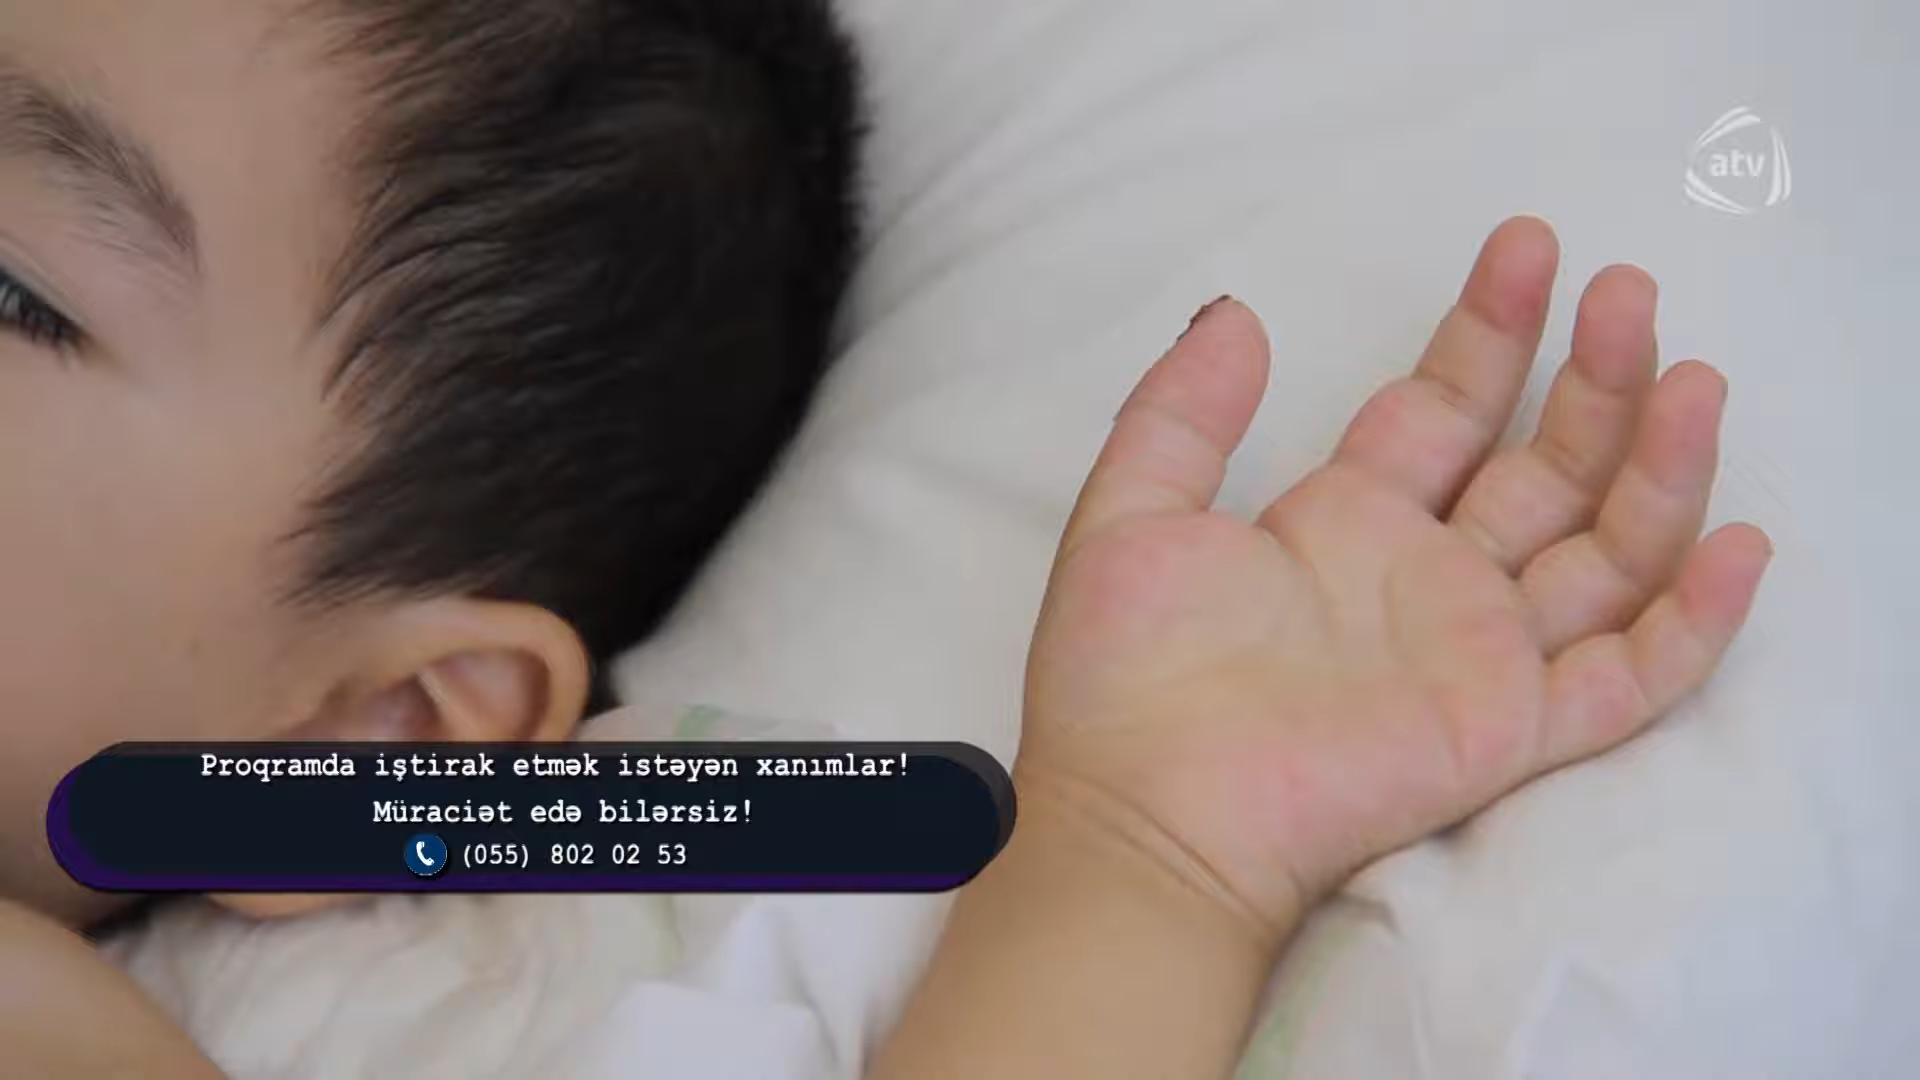 atv
Proqramda iştirak etmək istəyən xanımlar!
Müraciət edə bilərsiz!
(055) 802 02 53